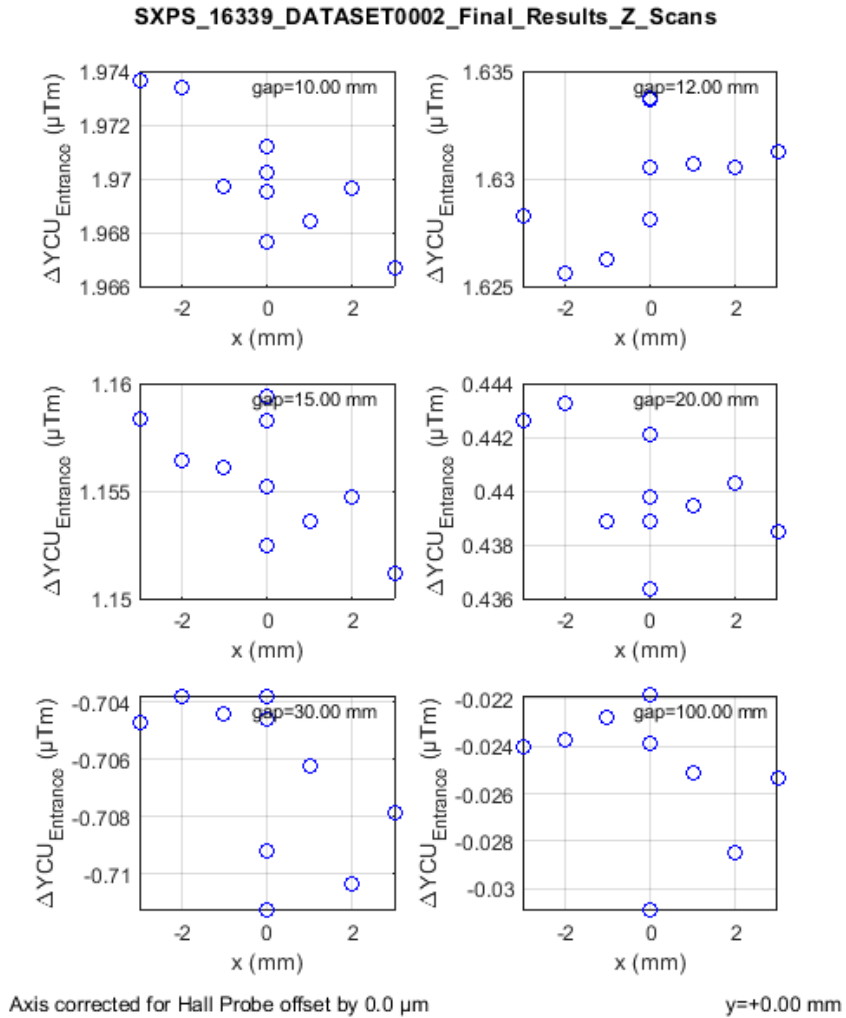 SXPS_16339_DATASET0002_Final_Results_Z_Scans
gap=10.00 mm
1.974
1.972
1.97
1.968
1.966
ΔYCU_Entrance (μTm)
-2 0 2
x (mm)
gap=12.00 mm
1.635
1.63
1.625
ΔYCU_Entrance (μTm)
-2 0 2
x (mm)
gap=15.00 mm
1.16
1.155
1.15
ΔYCU_Entrance (μTm)
-2 0 2
x (mm)
gap=20.00 mm
0.444
0.442
0.44
0.438
0.436
ΔYCU_Entrance (μTm)
-2 0 2
x (mm)
gap=30.00 mm
-0.704
-0.706
-0.708
-0.71
ΔYCU_Entrance (μTm)
-2 0 2
x (mm)
gap=100.00 mm
-0.022
-0.024
-0.026
-0.028
-0.03
ΔYCU_Entrance (μTm)
-2 0 2
x (mm)
Axis corrected for Hall Probe offset by 0.0 μm
y=+0.00 mm